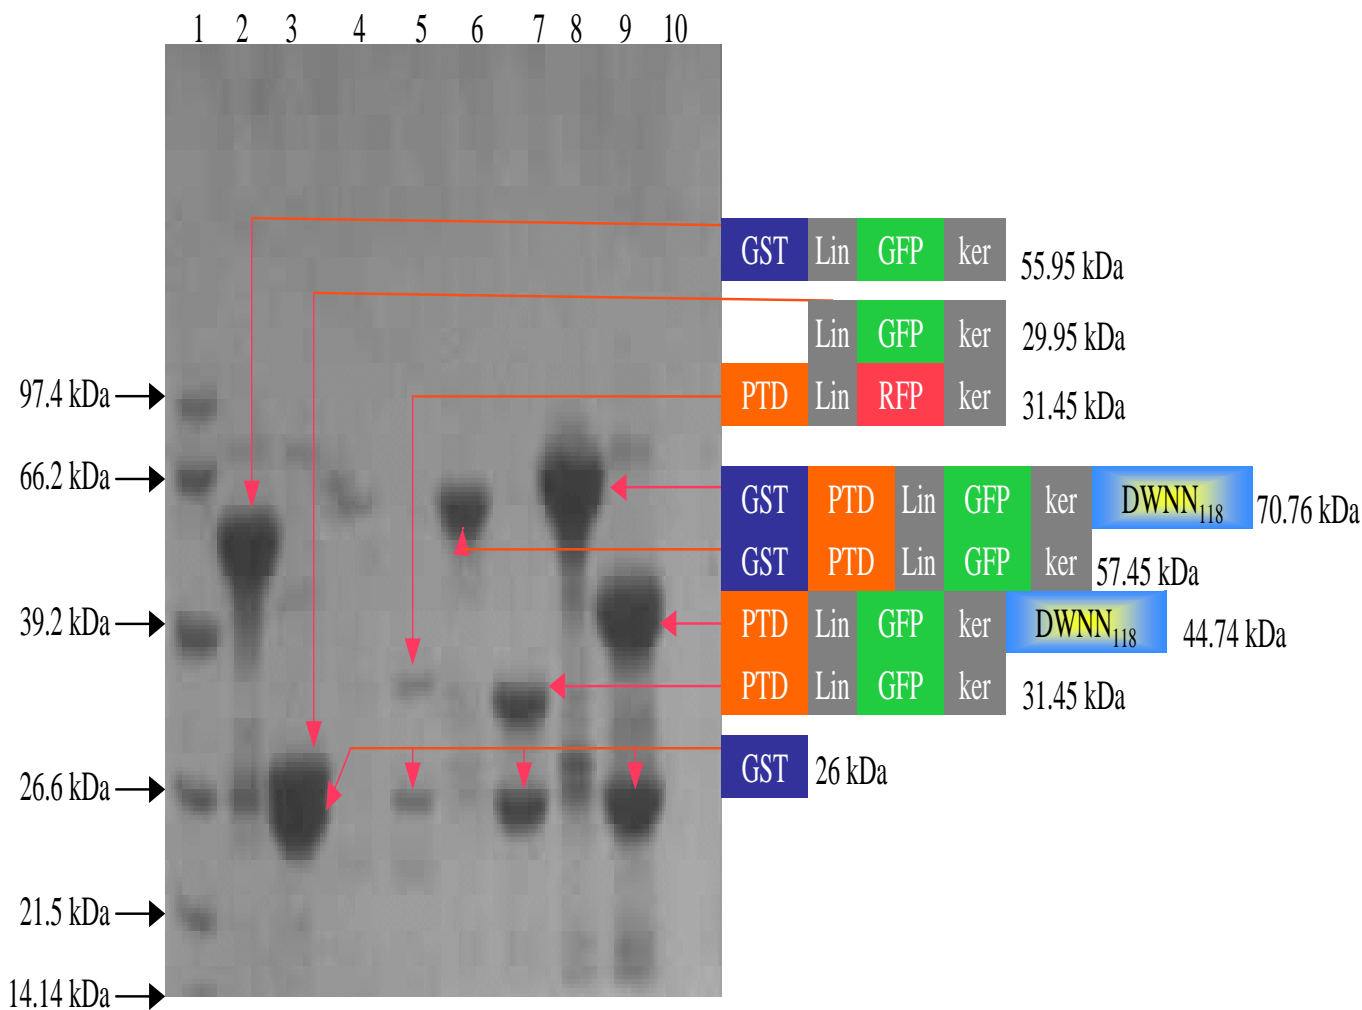 1 2 3 4 5 6 7 8 9 10
GST Lin GFP ker 55.95 kDa
Lin GFP ker 29.95 kDa
97.4 kDa
PTD Lin RFP ker 31.45 kDa
66.2 kDa
GST PTD Lin GFP ker DWNN118 70.76 kDa
GST PTD Lin GFP ker 57.45 kDa
39.2 kDa
PTD Lin GFP ker DWNN118 44.74 kDa
PTD Lin GFP ker 31.45 kDa
26.6 kDa
GST 26 kDa
21.5 kDa
14.14 kDa